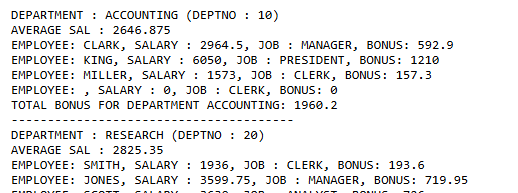 DEPARTMENT : ACCOUNTING (DEPTNO : 10)
AVERAGE SAL : 2646.875
EMPLOYEE: CLARK, SALARY : 2964.5, JOB : MANAGER, BONUS: 592.9
EMPLOYEE: KING, SALARY : 6050, JOB : PRESIDENT, BONUS: 1210
EMPLOYEE: MILLER, SALARY : 1573, JOB : CLERK, BONUS: 157.3
EMPLOYEE: , SALARY : 0, JOB : CLERK, BONUS: 0
TOTAL BONUS FOR DEPARTMENT ACCOUNTING: 1960.2
---------------------------------------
DEPARTMENT : RESEARCH (DEPTNO : 20)
AVERAGE SAL : 2825.35
EMPLOYEE: SMITH, SALARY : 1936, JOB : CLERK, BONUS: 193.6
EMPLOYEE: JONES, SALARY : 3599.75, JOB : MANAGER, BONUS: 719.95
EMPLOYEE: SCOTT, SALARY : JOB : ANALYST, BONUS: